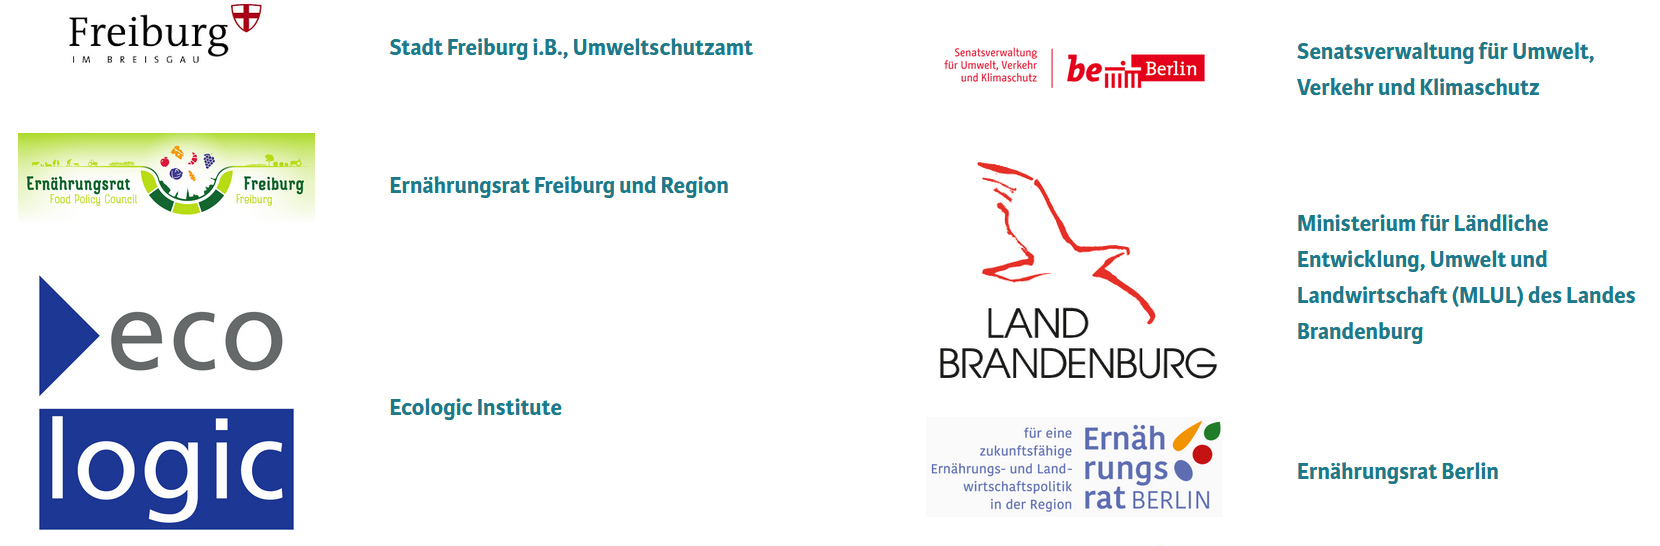 Freiburg
IM BREISGAU
Stadt Freiburg i.B., Umweltschutzamt
Ernährungsrat Freiburg
Food Policy Council Freiburg
Ernährungsrat Freiburg und Region
eco
logic
Ecologic Institute
Senatsverwaltung
für Umwelt, Verkehr
und Klimaschutz
be Berlin
Senatsverwaltung für Umwelt,
Verkehr und Klimaschutz
LAND
BRANDENBURG
Ministerium für Ländliche
Entwicklung, Umwelt und
Landwirtschaft (MLUL) des Landes
Brandenburg
für eine
zukunftsfähige
Ernährungs- und Land-
wirtschaftspolitik
in der Region
Ernäh
rungs
rat BERLIN
Ernährungsrat Berlin